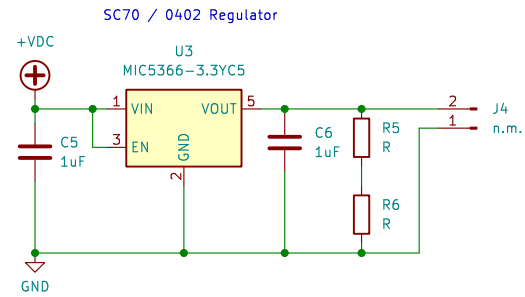 SC70 / 0402 Regulator
+VDC
U3
MIC5366-3.3YC5
1
VIN
VOUT
5
3
EN
GND
2
C5
1uF
C6
1uF
R5
R
R6
R
2
J4
1
n.m.
GND